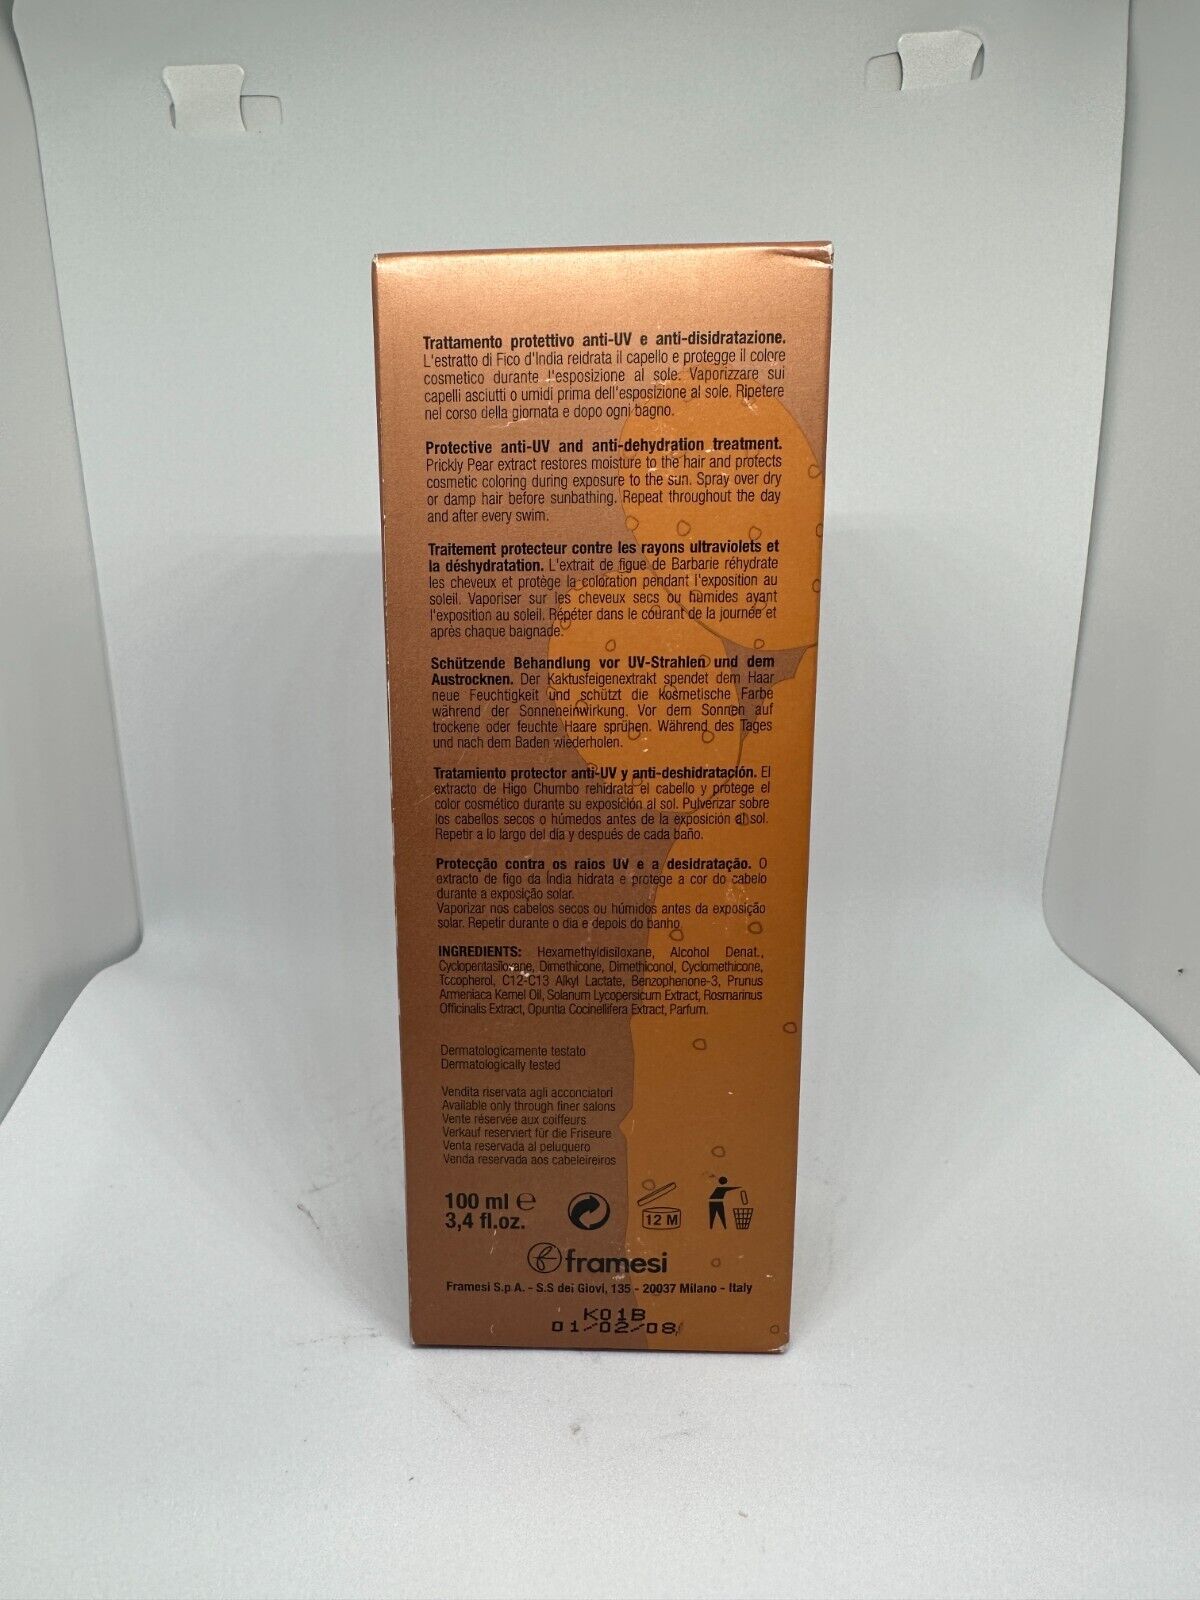 Trattamento protettivo anti-UV e anti-disidratazione.
L'estratto di Fico d'India reidrata il capello e protegge il colore
cosmetico durante l'esposizione al sole. Vaporizzare sui
capelli asciutti o umidi prima dell'esposizione al sole. Ripetere
nel corso della giornata e dopo ogni bagno.
Protective anti-UV and anti-dehydration treatment.
Prickly Pear extract restores moisture to the hair and protects
cosmetic coloring during exposure to the sun. Spray over dry
or damp hair before sunbathing. Repeat throughout the day
and after every swim.
Traitement protecteur contre les rayons ultraviolets et
la déshydratation. L'extrait de figue de Barbarie réhydrate
les cheveux et protège la coloration pendant l'exposition au
soleil. Vaporiser sur les cheveux secs ou humides avant
l'exposition au soleil. Répéter dans le courant de la journée et
après chaque baignade.
Schützende Behandlung vor UV-Strahlen und dem
Austrocknen. Der Kaktusfeigenextrakt spendet dem Haar
neue Feuchtigkeit und schützt die kosmetische Farbe
während der Sonneneinwirkung. Vor dem Sonnen auf
trockene oder feuchte Haare sprühen. Während des Tages
und nach dem Baden wiederholen.
Tratamiento protector anti-UV y anti-deshidratación. El
extracto de Higo Chumbo rehidrata el cabello y protege el
color cosmético durante su exposición al sol. Pulverizar sobre
los cabellos secos o húmedos antes de la exposición al sol.
Repetir a lo largo del día y después de cada baño.
Protecção contra os raios UV e a desidratação. O
extracto de figo da Índia hidrata e protege a cor do cabelo
durante a exposição solar.
Vaporizar nos cabelos secos ou húmidos antes da exposição
solar. Repetir durante o dia e depois do banho.
INGREDIENTS: Hexamethyldisiloxane, Alcohol Denat.,
Cyclopentasiloxane, Dimethicone, Dimethiconol, Cyclomethicone,
Tocopherol, C12-C13 Alkyl Lactate, Benzophenone-3, Prunus
Armeniaca Kernel Oil, Solanum Lycopersicum Extract, Rosmarinus
Officinalis Extract, Opuntia Cocinellifera Extract, Parfum.
Dermatologicamente testato
Dermatologically tested
Vendita riservata agli acconciatori
Available only through finer salons
Vente réservée aux coiffeurs
Verkauf reserviert für die Friseure
Venta reservada al peluquero
Venda reservada aos cabeleireiros
100 ml e
3,4 fl.oz.
12 M
framesi
Framesi S.p.A. - S.S dei Giovi, 135 - 20037 Milano - Italy
K01B
01/02/08